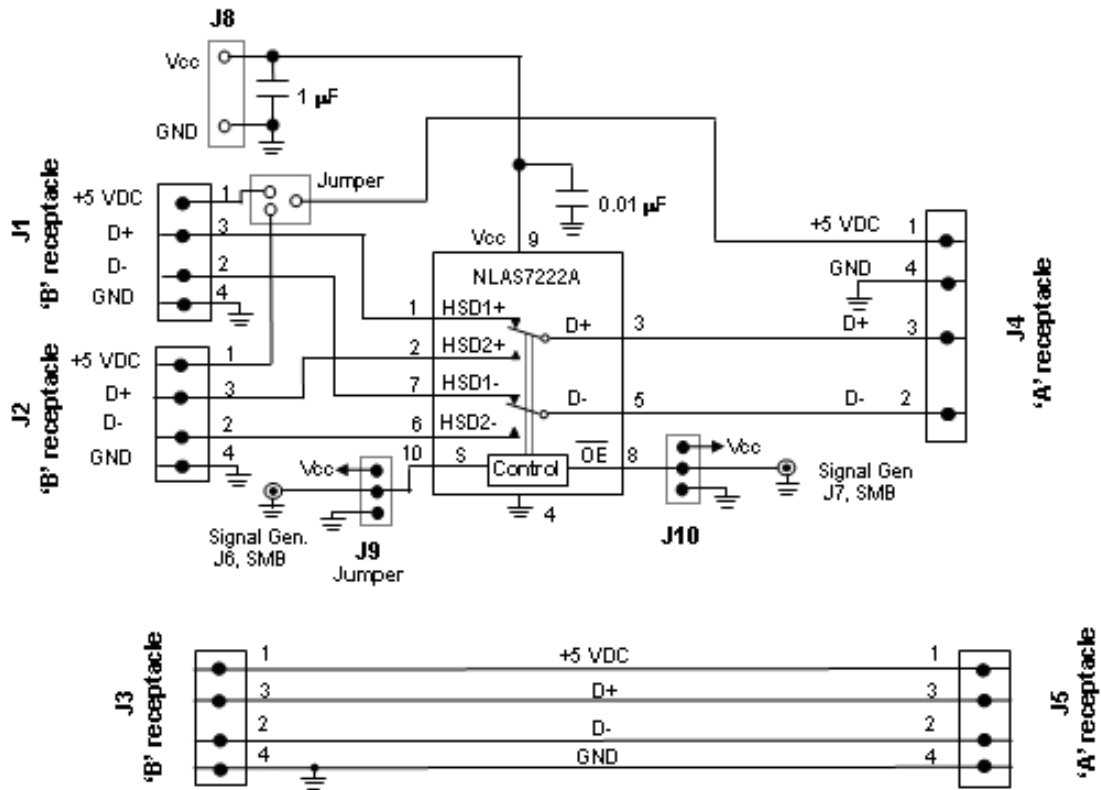 J8
Vcc
1 µF
GND
Jumper
J1
'B' receptacle
+5 VDC
1
D+
3
D-
2
GND
4
0.01 µF
Vcc
9
NLAS7222A
+5 VDC
1
GND
4
D+
3
D-
2
J4
'A' receptacle
1
HSD1+
D+
3
2
HSD2+
7
HSD1-
D-
5
6
HSD2-
10
S
Control
OE
8
4
J2
'B' receptacle
+5 VDC
1
D+
3
D-
2
GND
4
Vcc
Signal Gen.
J6, SMB
J9
Jumper
Vcc
J10
Signal Gen
J7, SMB
J3
'B' receptacle
1
+5 VDC
1
3
D+
3
2
D-
2
4
GND
4
J5
'A' receptacle